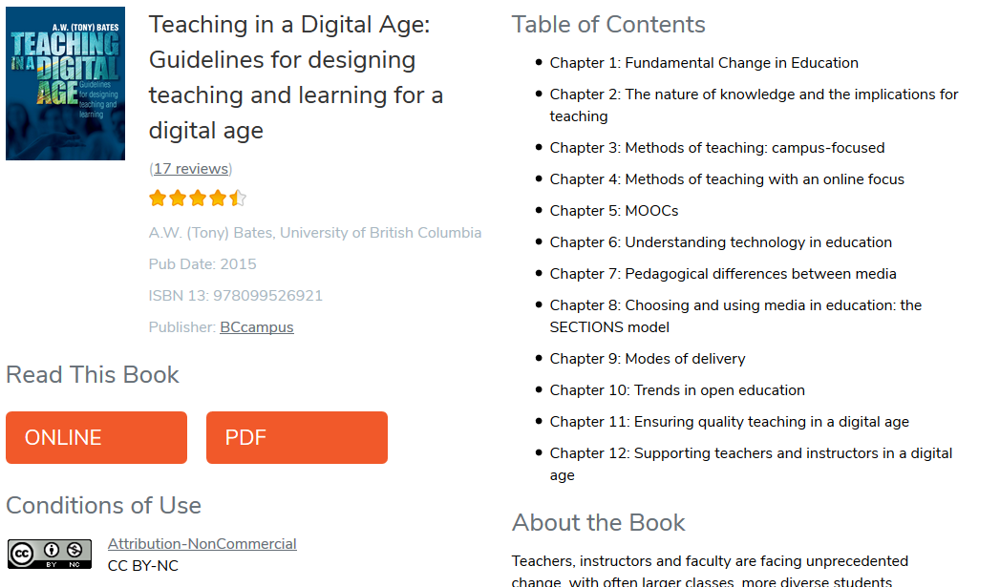 A.W. (TONY) BATES
TEACHING
IN A DIGITAL
AGE
Guidelines
for designing
teaching and
learning
Teaching in a Digital Age:
Guidelines for designing
teaching and learning for a
digital age
(17 reviews)
A.W. (Tony) Bates, University of British Columbia
Pub Date: 2015
ISBN 13: 978099526921
Publisher: BCcampus
Read This Book
ONLINE
PDF
Conditions of Use
cc
BY NC
Attribution-NonCommercial
CC BY-NC
Table of Contents
Chapter 1: Fundamental Change in Education
Chapter 2: The nature of knowledge and the implications for
teaching
Chapter 3: Methods of teaching: campus-focused
Chapter 4: Methods of teaching with an online focus
Chapter 5: MOOCs
Chapter 6: Understanding technology in education
Chapter 7: Pedagogical differences between media
Chapter 8: Choosing and using media in education: the
SECTIONS model
Chapter 9: Modes of delivery
Chapter 10: Trends in open education
Chapter 11: Ensuring quality teaching in a digital age
Chapter 12: Supporting teachers and instructors in a digital
age
About the Book
Teachers, instructors and faculty are facing unprecedented
change, with often larger classes, more diverse students